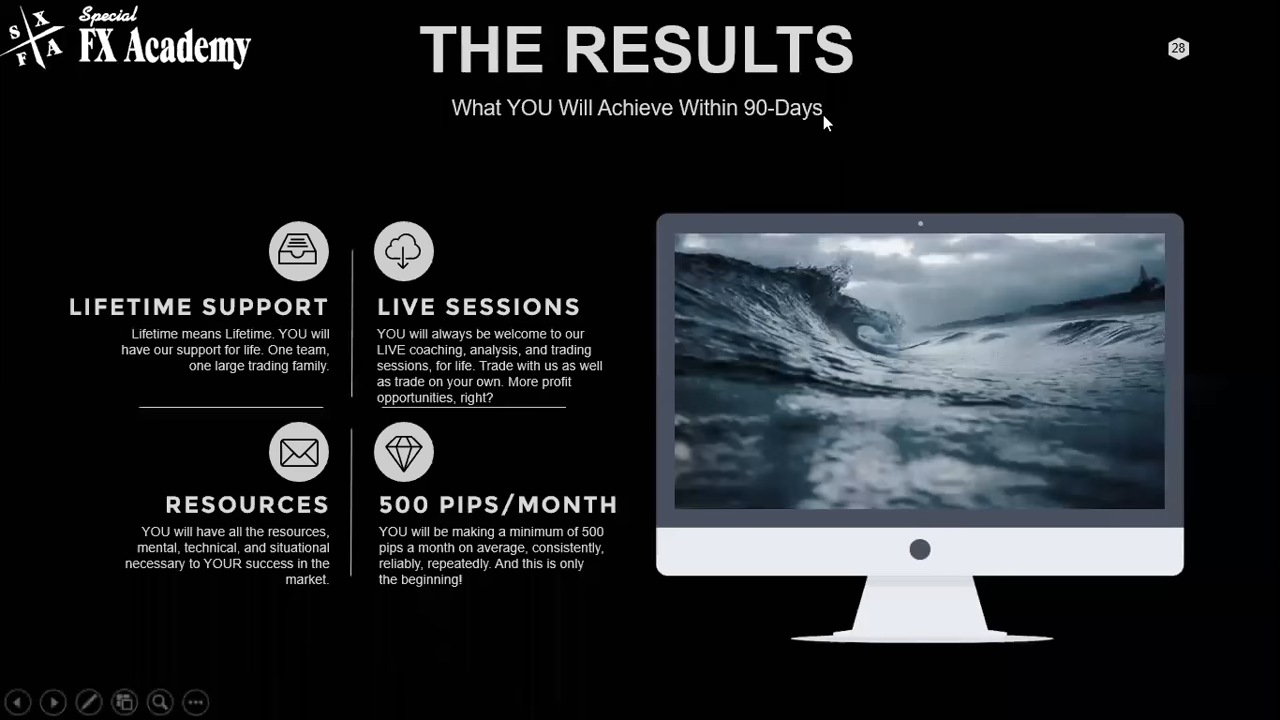 S X
F A
Special
FX Academy
THE RESULTS
28
What YOU Will Achieve Within 90-Days
LIFETIME SUPPORT
Lifetime means Lifetime. YOU will
have our support for life. One team,
one large trading family.
LIVE SESSIONS
YOU will always be welcome to our
LIVE coaching, analysis, and trading
sessions, for life. Trade with us as well
as trade on your own. More profit
opportunities, right?
RESOURCES
YOU will have all the resources,
mental, technical, and situational
necessary to YOUR success in the
market.
500 PIPS/MONTH
YOU will be making a minimum of 500
pips a month on average, consistently,
reliably, repeatedly. And this is only
the beginning!